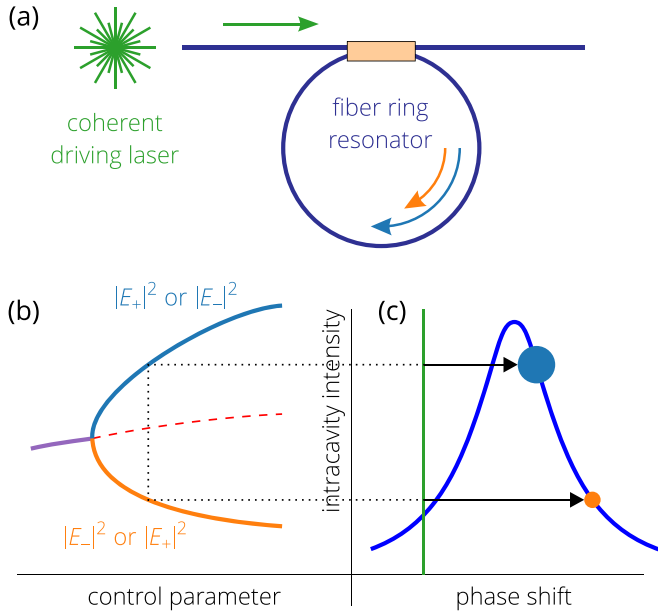 (a)
coherent
driving laser
fiber ring
resonator
(b)
|E₊|² or |E₋|²
|E₋|² or |E₊|²
control parameter
intracavity intensity
(c)
phase shift